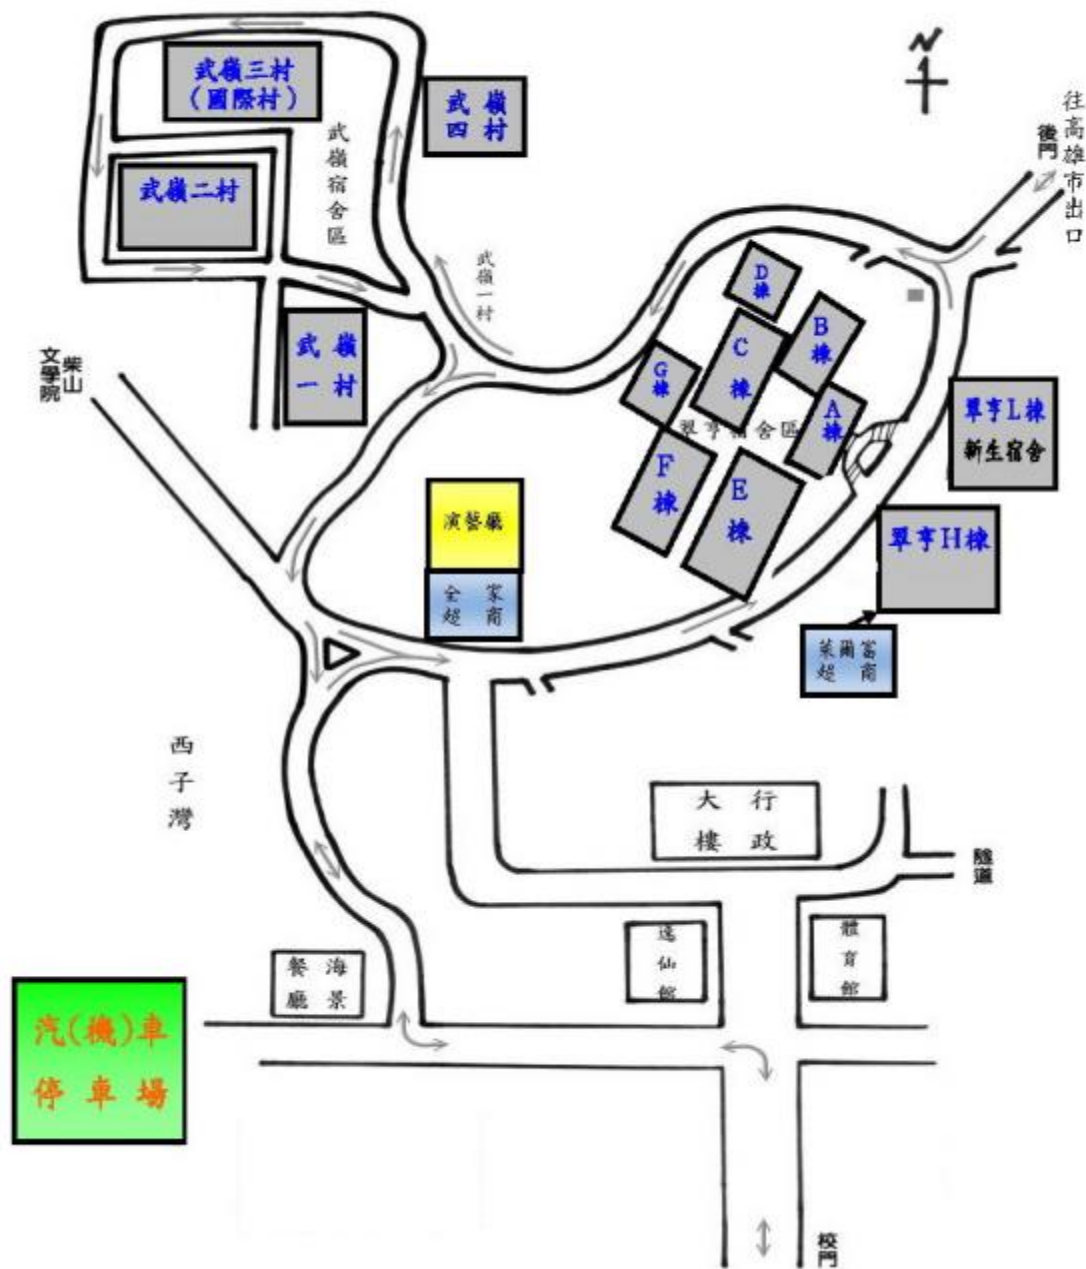 武嶺三村
(國際村)
武嶺
四村
N
往高雄市出口
後門
武嶺宿舍區
武嶺二村
武嶺一村
武嶺
一村
柴山
文學院
D棟
B棟
C棟
G棟
A棟
翠亨宿舍區
F棟
E棟
翠亨L棟
新生宿舍
翠亨H棟
演藝廳
全家
超商
萊爾富
超商
西子灣
大行
樓政
隧道
逸仙館
體育館
餐海
廳景
汽(機)車
停車場
校門